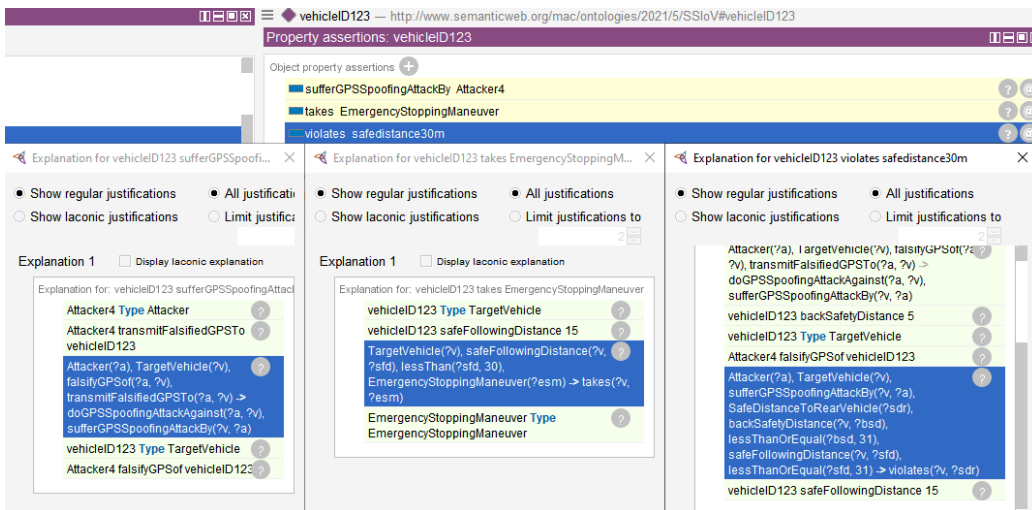 vehicleID123 — http://www.semanticweb.org/mac/ontologies/2021/5/SSIoV#vehicleID123
Property assertions: vehicleID123
Object property assertions
sufferGPSSpoofingAttackBy Attacker4
takes EmergencyStoppingManeuver
violates safedistance30m
Explanation for vehicleID123 sufferGPSSpoofi...
Show regular justifications
All justificati
Show laconic justifications
Limit justifica
Explanation 1
Display laconic explanation
Explanation for: vehicleID123 sufferGPSSpoofingAttacl
Attacker4 Type Attacker
Attacker4 transmitFalsifiedGPSTo
vehicleID123
Attacker(?a), TargetVehicle(?v),
falsifyGPSof(?a, ?v),
transmitFalsifiedGPSTo(?a, ?v) ->
doGPSSpoofingAttackAgainst(?a, ?v),
sufferGPSSpoofingAttackBy(?v, ?a)
vehicleID123 Type TargetVehicle
Attacker4 falsifyGPSof vehicleID123
Explanation for vehicleID123 takes EmergencyStoppingM...
Show regular justifications
All justifications
Show laconic justifications
Limit justifications to
2
Explanation 1
Display laconic explanation
Explanation for: vehicleID123 takes EmergencyStoppingManeuver
vehicleID123 Type TargetVehicle
vehicleID123 safeFollowingDistance 15
TargetVehicle(?v), safeFollowingDistance(?v,
?sfd), lessThan(?sfd, 30),
EmergencyStoppingManeuver(?esm) -> takes(?v,
?esm)
EmergencyStoppingManeuver Type
EmergencyStoppingManeuver
Explanation for vehicleID123 violates safedistance30m
Show regular justifications
All justifications
Show laconic justifications
Limit justifications to
2
Attacker(?a), TargetVehicle(?v), falsifyGPSof(?a,
?v), transmitFalsifiedGPSTo(?a, ?v) ->
doGPSSpoofingAttackAgainst(?a, ?v),
sufferGPSSpoofingAttackBy(?v, ?a)
vehicleID123 backSafetyDistance 5
vehicleID123 Type TargetVehicle
Attacker4 falsifyGPSof vehicleID123
Attacker(?a), TargetVehicle(?v),
sufferGPSSpoofingAttackBy(?v, ?a),
SafeDistanceToRearVehicle(?sdr),
backSafetyDistance(?v, ?bsd),
lessThanOrEqual(?bsd, 31),
safeFollowingDistance(?v, ?sfd),
lessThanOrEqual(?sfd, 31) -> violates(?v, ?sdr)
vehicleID123 safeFollowingDistance 15